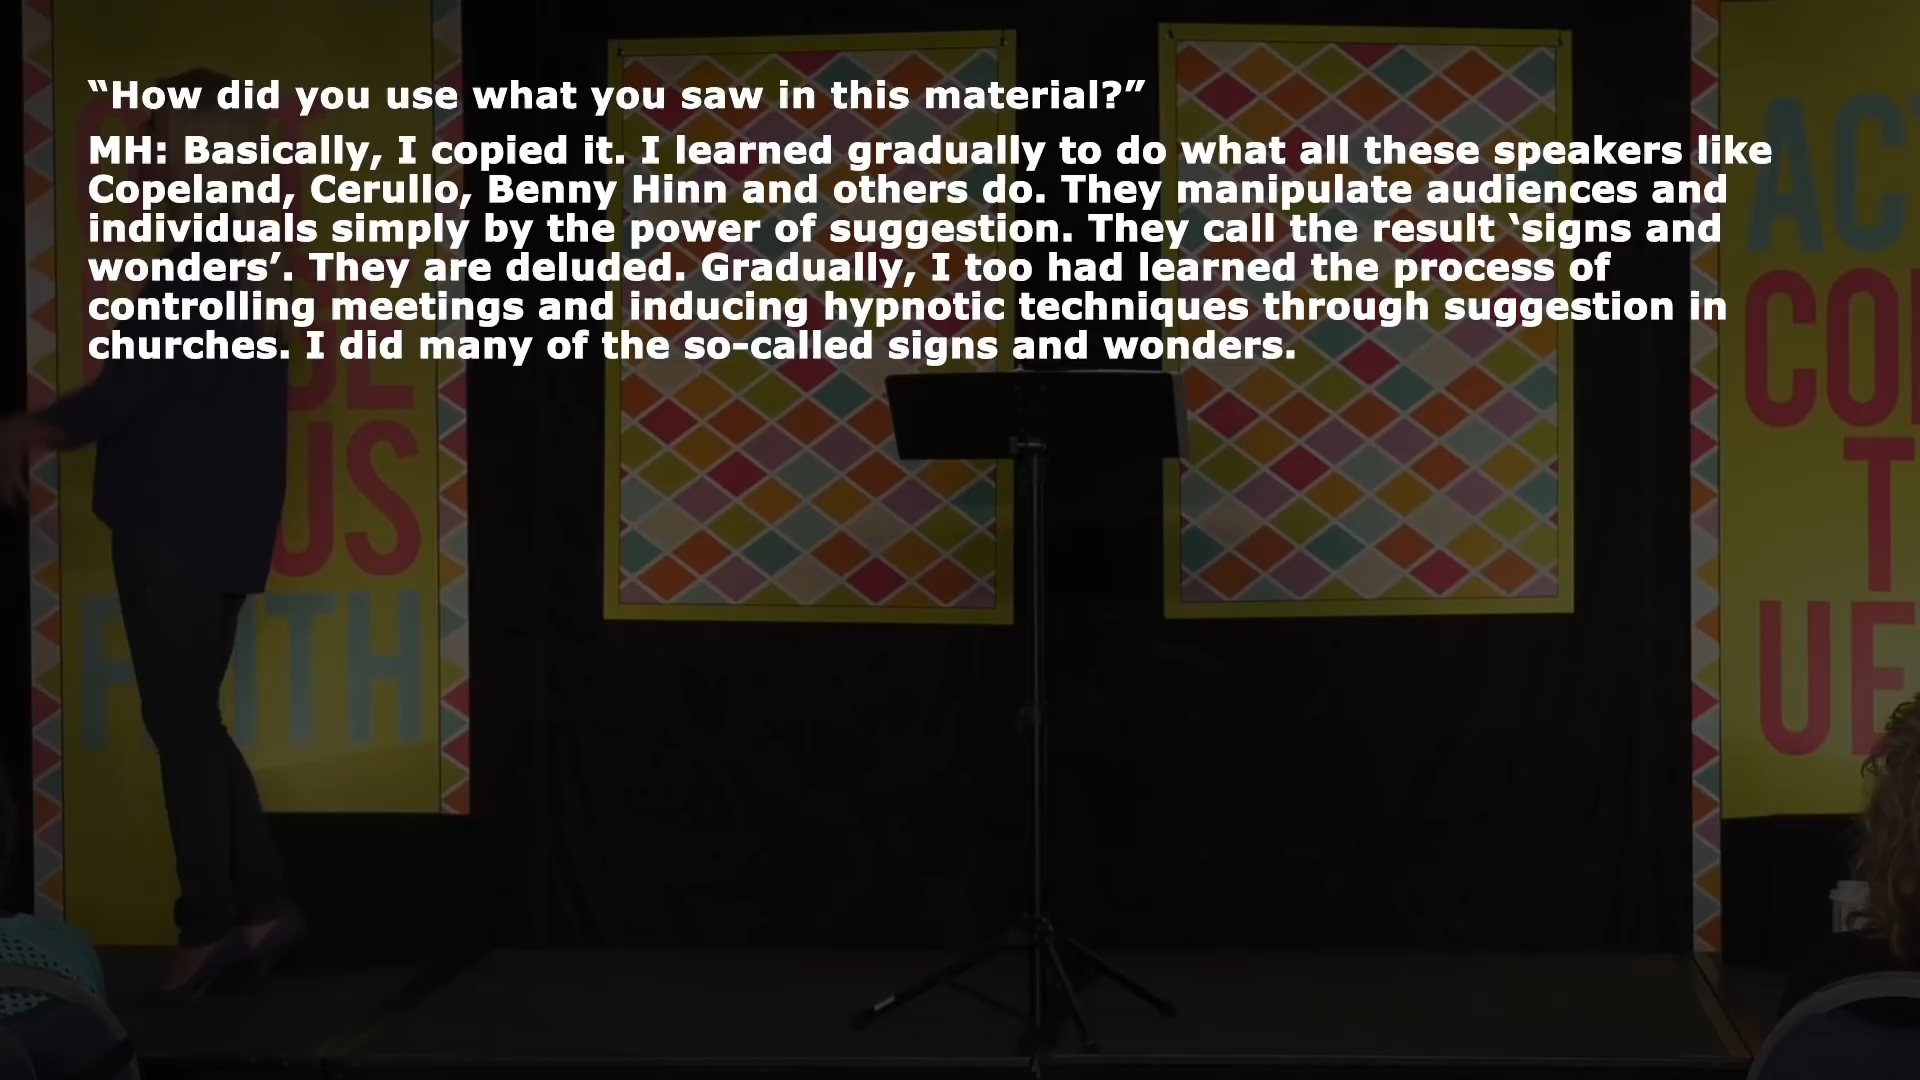 “How did you use what you saw in this material?”
MH: Basically, I copied it. I learned gradually to do what all these speakers like
Copeland, Cerullo, Benny Hinn and others do. They manipulate audiences and
individuals simply by the power of suggestion. They call the result ‘signs and
wonders’. They are deluded. Gradually, I too had learned the process of
controlling meetings and inducing hypnotic techniques through suggestion in
churches. I did many of the so-called signs and wonders.
US
FAITH